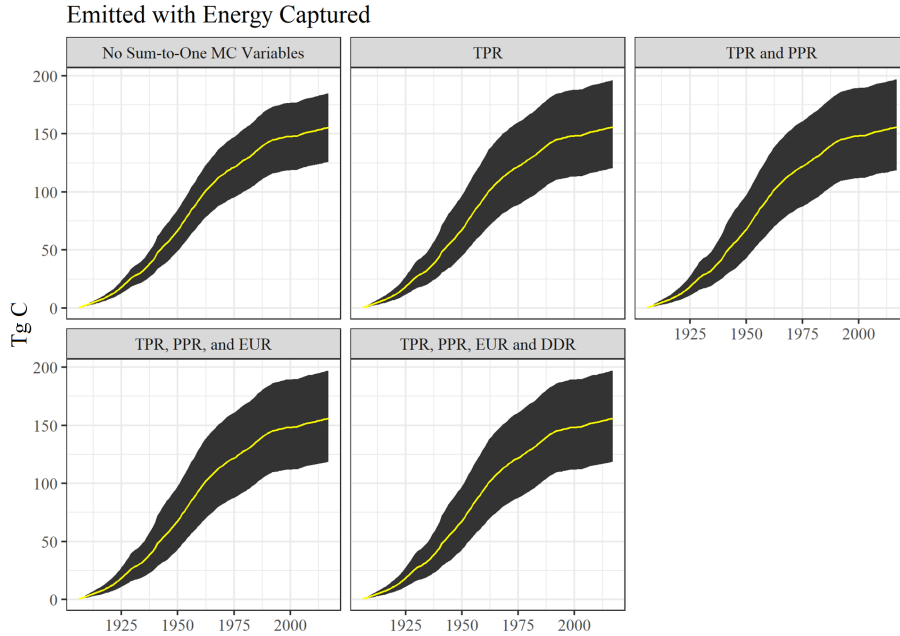 Emitted with Energy Captured
No Sum-to-One MC Variables
TPR
TPR and PPR
200
150
100
50
0
1925 1950 1975 2000
Tg C
TPR, PPR, and EUR
TPR, PPR, EUR and DDR
200
150
100
50
0
1925 1950 1975 2000
1925 1950 1975 2000